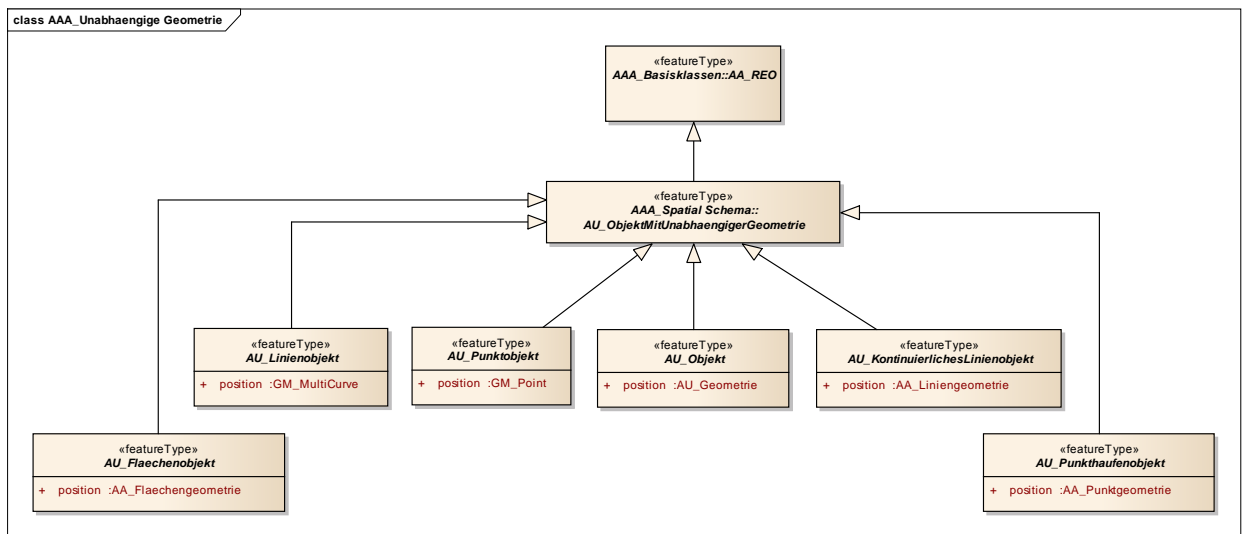 class AAA_Unabhaengige Geometrie
«featureType»
AAA_Basisklassen::AA_REO
«featureType»
AAA_Spatial Schema::
AU_ObjektMitUnabhaengigerGeometrie
«featureType»
AU_Linienobjekt
+ position :GM_MultiCurve
«featureType»
AU_Punktobjekt
+ position :GM_Point
«featureType»
AU_Objekt
+ position :AU_Geometrie
«featureType»
AU_KontinuierlichesLinienobjekt
+ position :AA_Liniengeometrie
«featureType»
AU_Flaechenobjekt
+ position :AA_Flaechengeometrie
«featureType»
AU_Punkthaufenobjekt
+ position :AA_Punktgeometrie